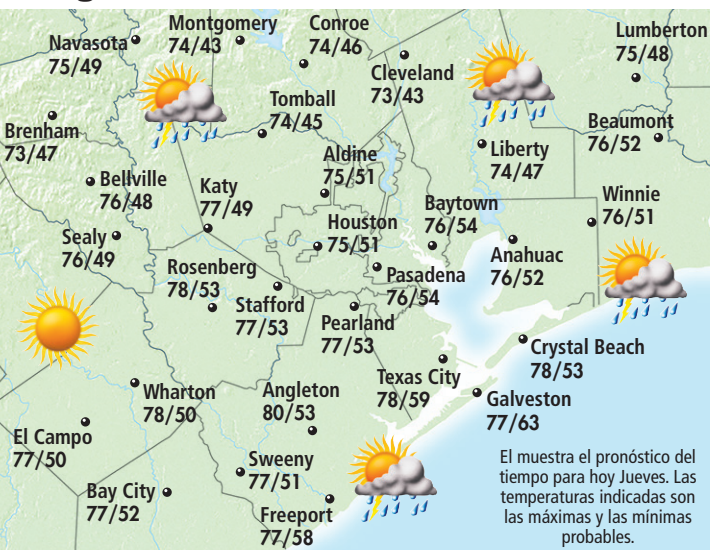 Navasota
75/49
Montgomery
74/43
Conroe
74/46
Cleveland
73/43
Lumberton
75/48
Tomball
74/45
Brenham
73/47
Beaumont
76/52
Liberty
74/47
Aldine
75/51
Bellville
76/48
Katy
77/49
Baytown
76/54
Winnie
76/51
Houston
75/51
Sealy
76/49
Anahuac
76/52
Rosenberg
78/53
Pasadena
76/54
Stafford
77/53
Pearland
77/53
Crystal Beach
78/53
Texas City
78/59
Wharton
78/50
Angleton
80/53
Galveston
77/63
El Campo
77/50
Sweeny
77/51
Bay City
77/52
Freeport
77/58
El muestra el pronóstico del
tiempo para hoy Jueves. Las
temperaturas indicadas son
las máximas y las mínimas
probables.